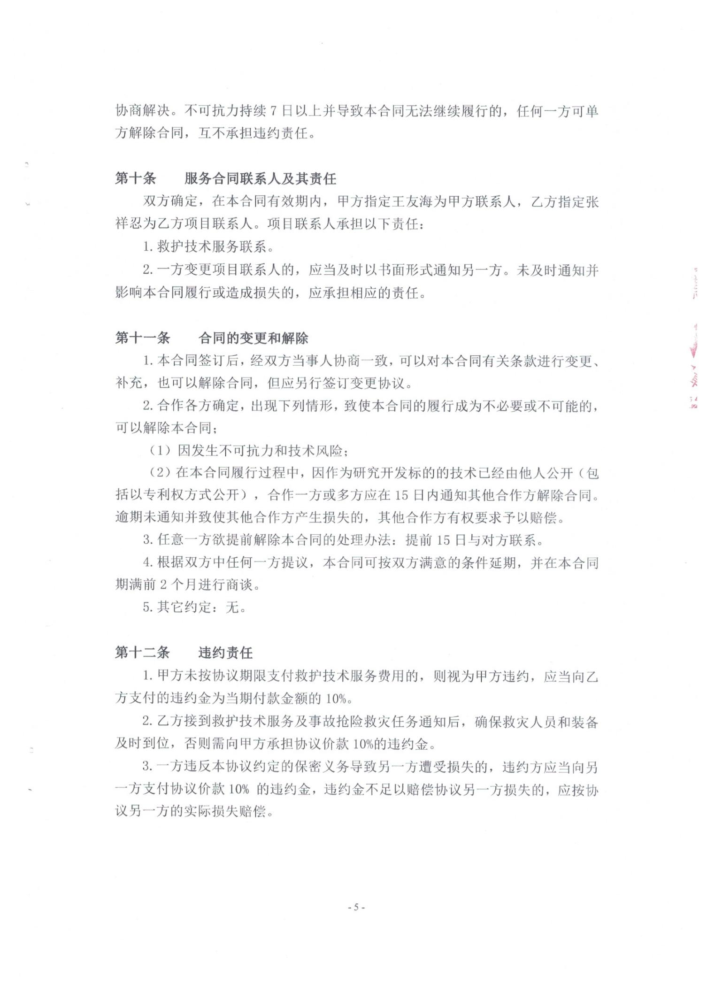 协商解决。不可抗力持续 7 日以上并导致本合同无法继续履行的，任何一方可单
方解除合同，互不承担违约责任。
第十条　　服务合同联系人及其责任
双方确定，在本合同有效期内，甲方指定王友海为甲方联系人，乙方指定张
祥忍为乙方项目联系人。项目联系人承担以下责任：
1. 救护技术服务联系。
2. 一方变更项目联系人的，应当及时以书面形式通知另一方。未及时通知并
影响本合同履行或造成损失的，应承担相应的责任。
第十一条　　合同的变更和解除
1. 本合同签订后，经双方当事人协商一致，可以对本合同有关条款进行变更、
补充，也可以解除合同，但应另行签订变更协议。
2. 合作各方确定，出现下列情形，致使本合同的履行成为不必要或不可能的，
可以解除本合同；
（1）因发生不可抗力和技术风险；
（2）在本合同履行过程中，因作为研究开发标的的技术已经由他人公开（包
括以专利权方式公开），合作一方或多方应在 15 日内通知其他合作方解除合同。
逾期未通知并致使其他合作方产生损失的，其他合作方有权要求予以赔偿。
3. 任意一方欲提前解除本合同的处理办法：提前 15 日与对方联系。
4. 根据双方中任何一方提议，本合同可按双方满意的条件延期，并在本合同
期满前 2 个月进行商谈。
5. 其它约定：无。
第十二条　　违约责任
1. 甲方未按协议期限支付救护技术服务费用的，则视为甲方违约，应当向乙
方支付的违约金为当期付款金额的 10%。
2. 乙方接到救护技术服务及事故抢险救灾任务通知后，确保救灾人员和装备
及时到位，否则需向甲方承担协议价款 10%的违约金。
3. 一方违反本协议约定的保密义务导致另一方遭受损失的，违约方应当向另
一方支付协议价款 10% 的违约金，违约金不足以赔偿协议另一方损失的，应按协
议另一方的实际损失赔偿。
- 5 -